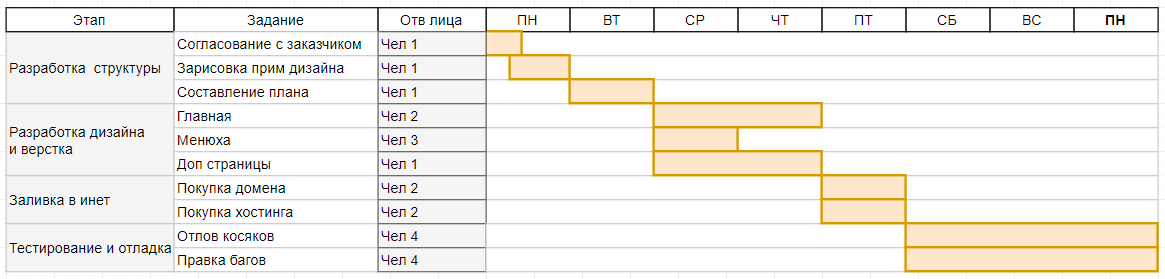 Этап Задание Отв лица ПН ВТ СР ЧТ ПТ СБ ВС ПН
Разработка структуры
Согласование с заказчиком Чел 1
Зарисовка прим дизайна Чел 1
Составление плана Чел 1
Разработка дизайна
и верстка
Главная Чел 2
Менюха Чел 3
Доп страницы Чел 1
Заливка в инет
Покупка домена Чел 2
Покупка хостинга Чел 2
Тестирование и отладка
Отлов косяков Чел 4
Правка багов Чел 4